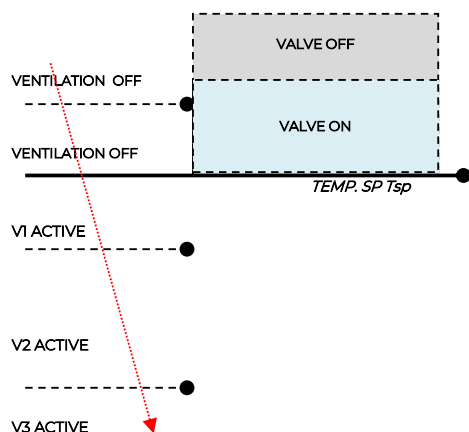 VALVE OFF
VENTILATION OFF
VALVE ON
VENTILATION OFF
TEMP. SP Tsp
V1 ACTIVE
V2 ACTIVE
V3 ACTIVE